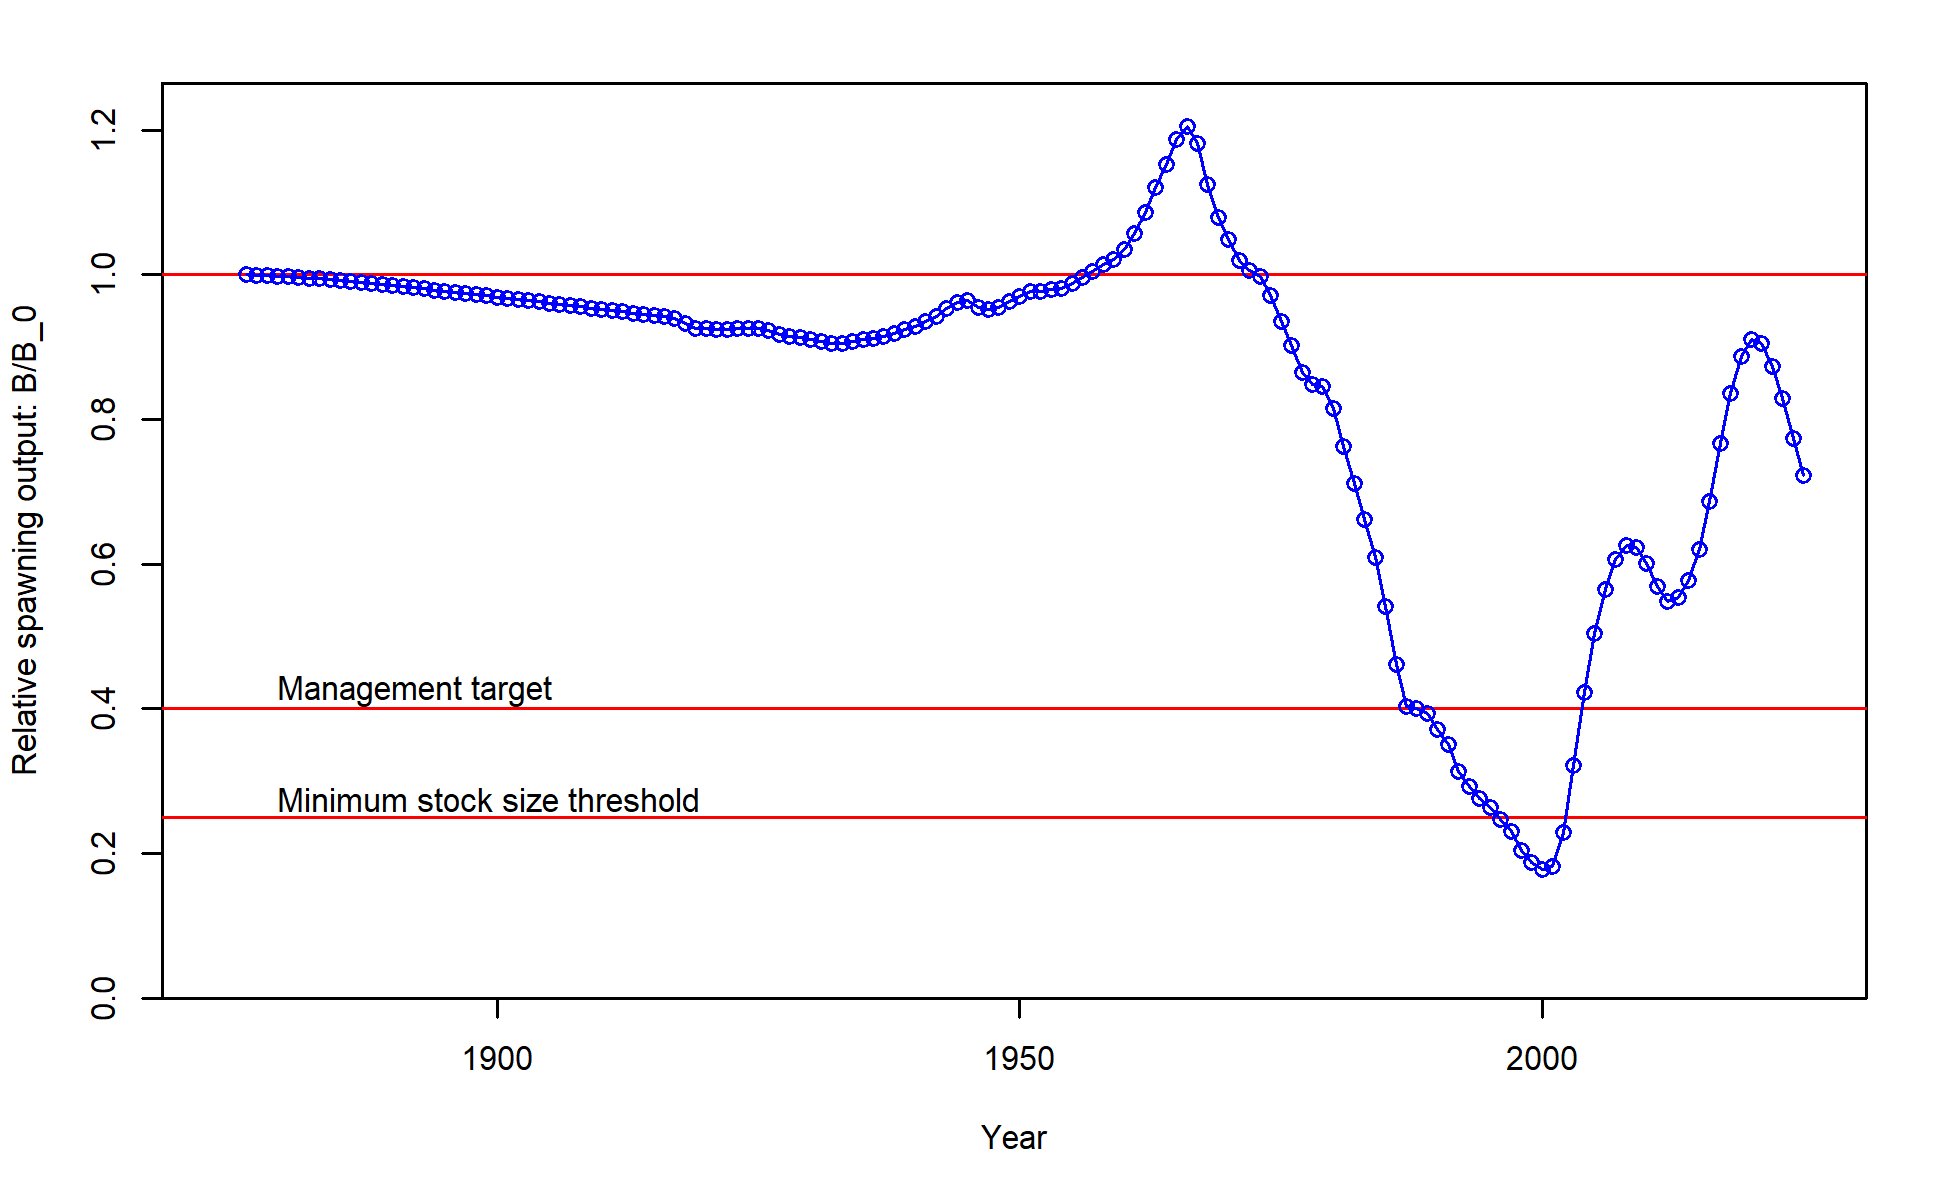 Relative spawning output: B/B_0
1.2
1.0
0.8
0.6
0.4
0.2
0.0
Management target
Minimum stock size threshold
1900
1950
2000
Year